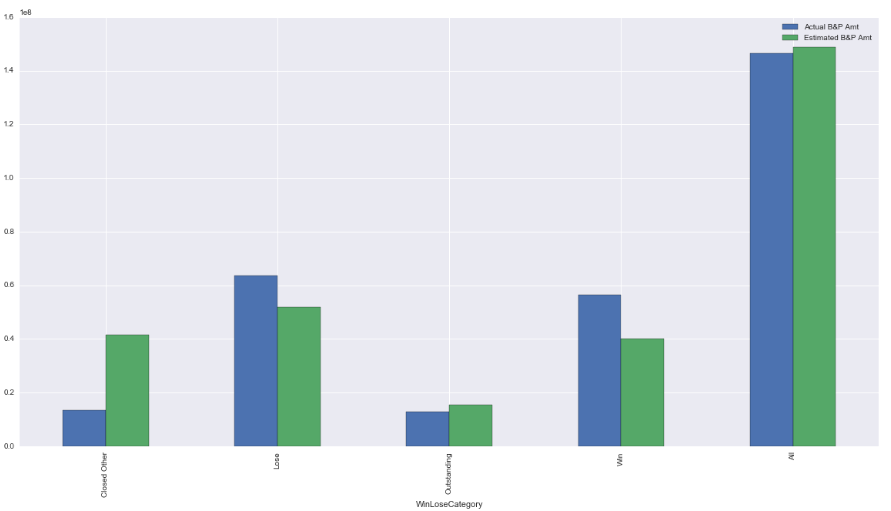 1e8
1.6
1.4
1.2
1.0
0.8
0.6
0.4
0.2
0.0
Actual B&P Amt
Estimated B&P Amt
Closed Other
Lose
Outstanding
Win
All
WinLoseCategory